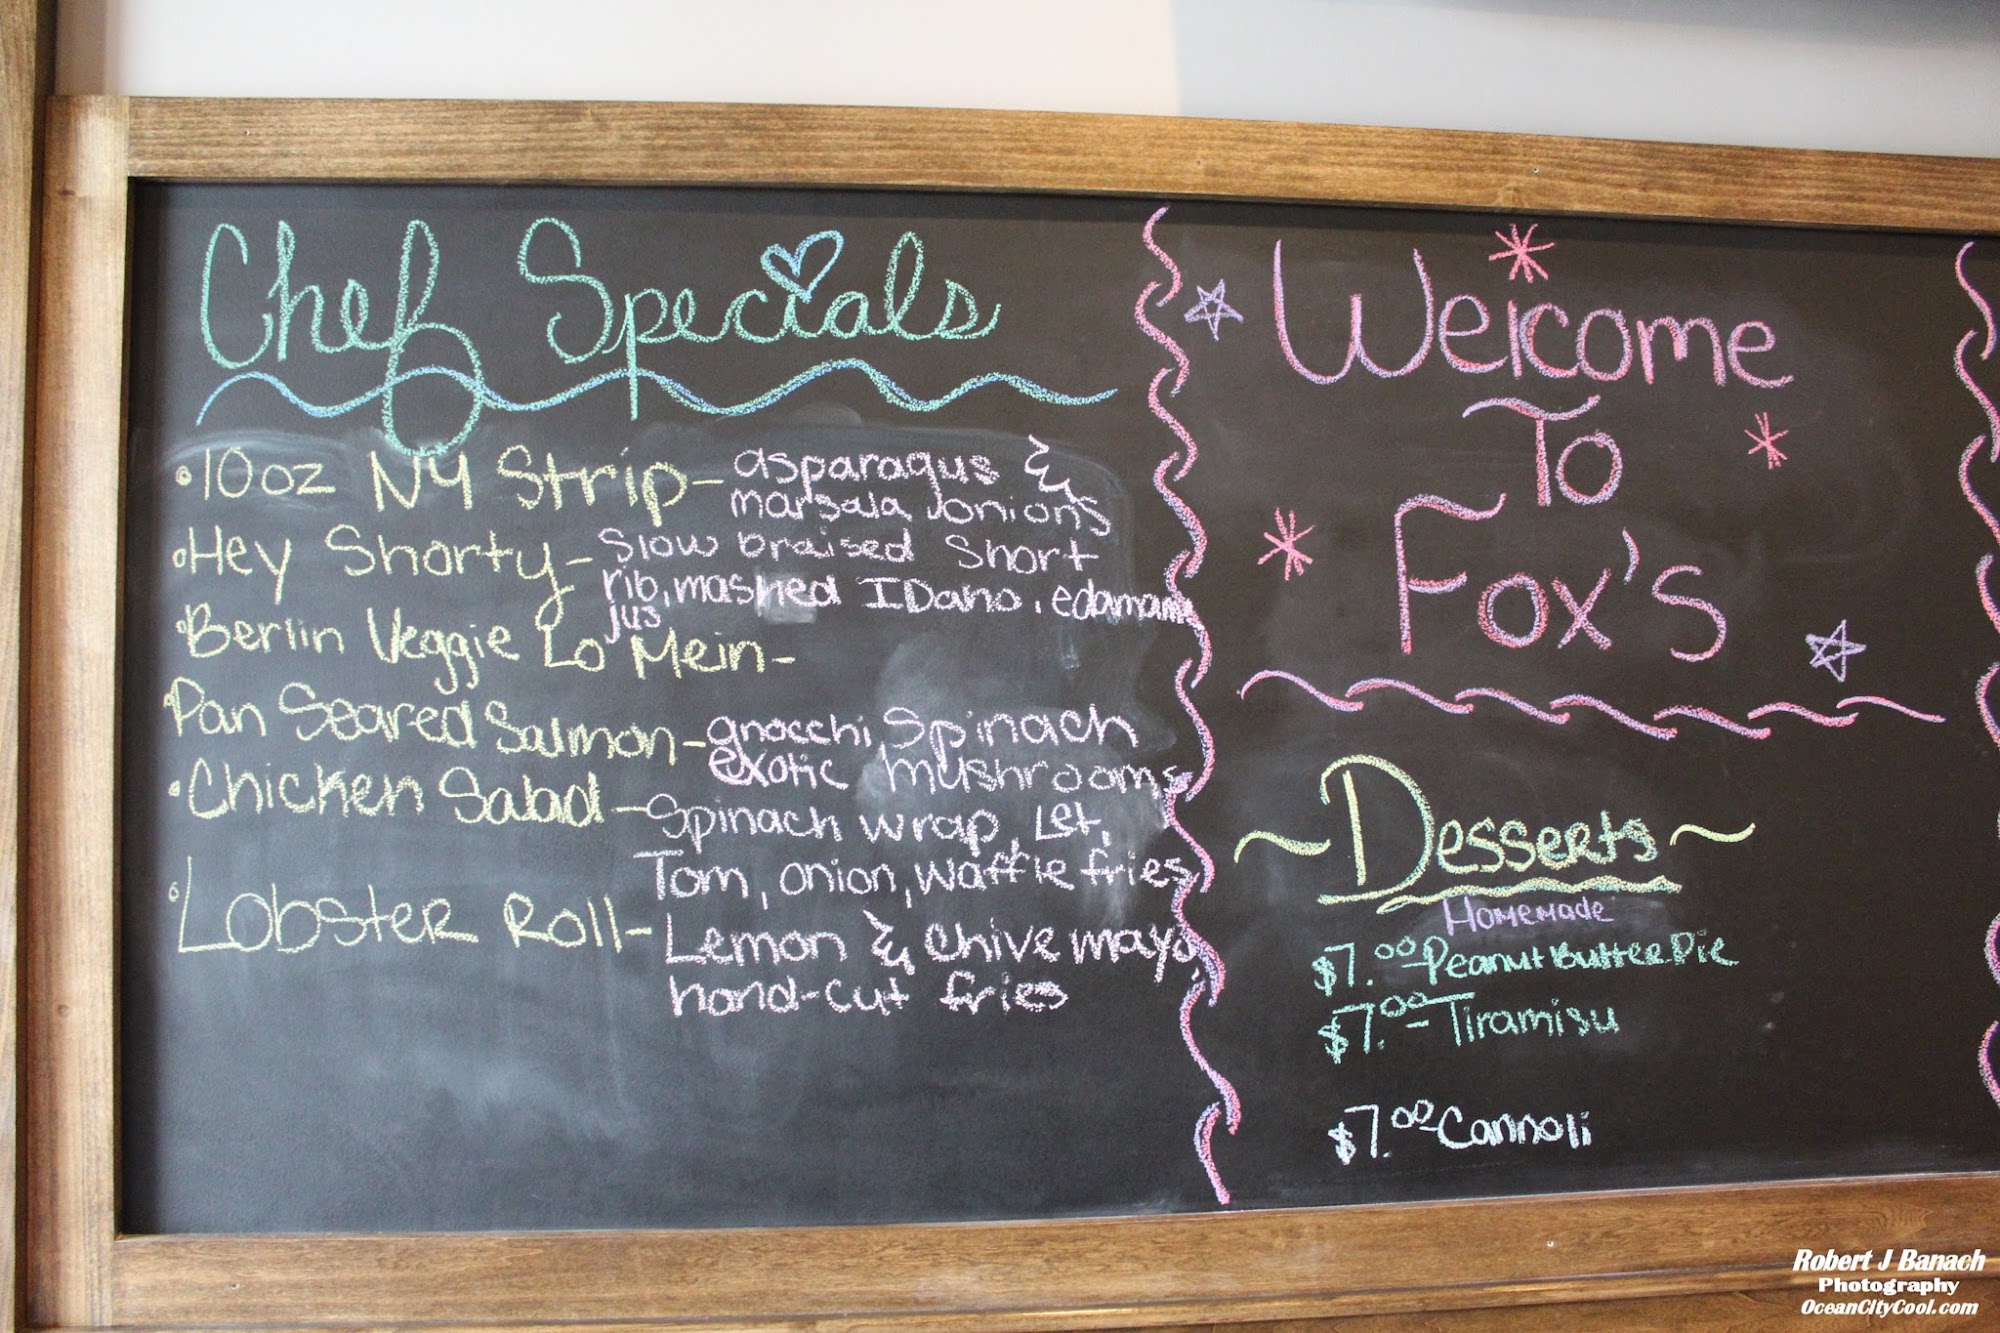 Chef Specials
• 10 oz NY Strip - asparagus &
marsala onions
• Hey Shorty - Slow braised Short
rib, mashed IDaho, edamame
jus
• Berlin Veggie Lo Mein -
• Pan Seared Salmon - gnocchi, Spinach
exotic mushrooms
• Chicken Salad - Spinach wrap, Let,
Tom, onion, waffle fries
• Lobster Roll - Lemon & chive mayo,
hand-cut fries
Welcome
To
Fox's
~ Desserts ~
Homemade
$7.00 - Peanut Butter Pie
$7.00 - Tiramisu
$7.00 - Cannoli
Robert J Banach
Photography
OceanCityCool.com